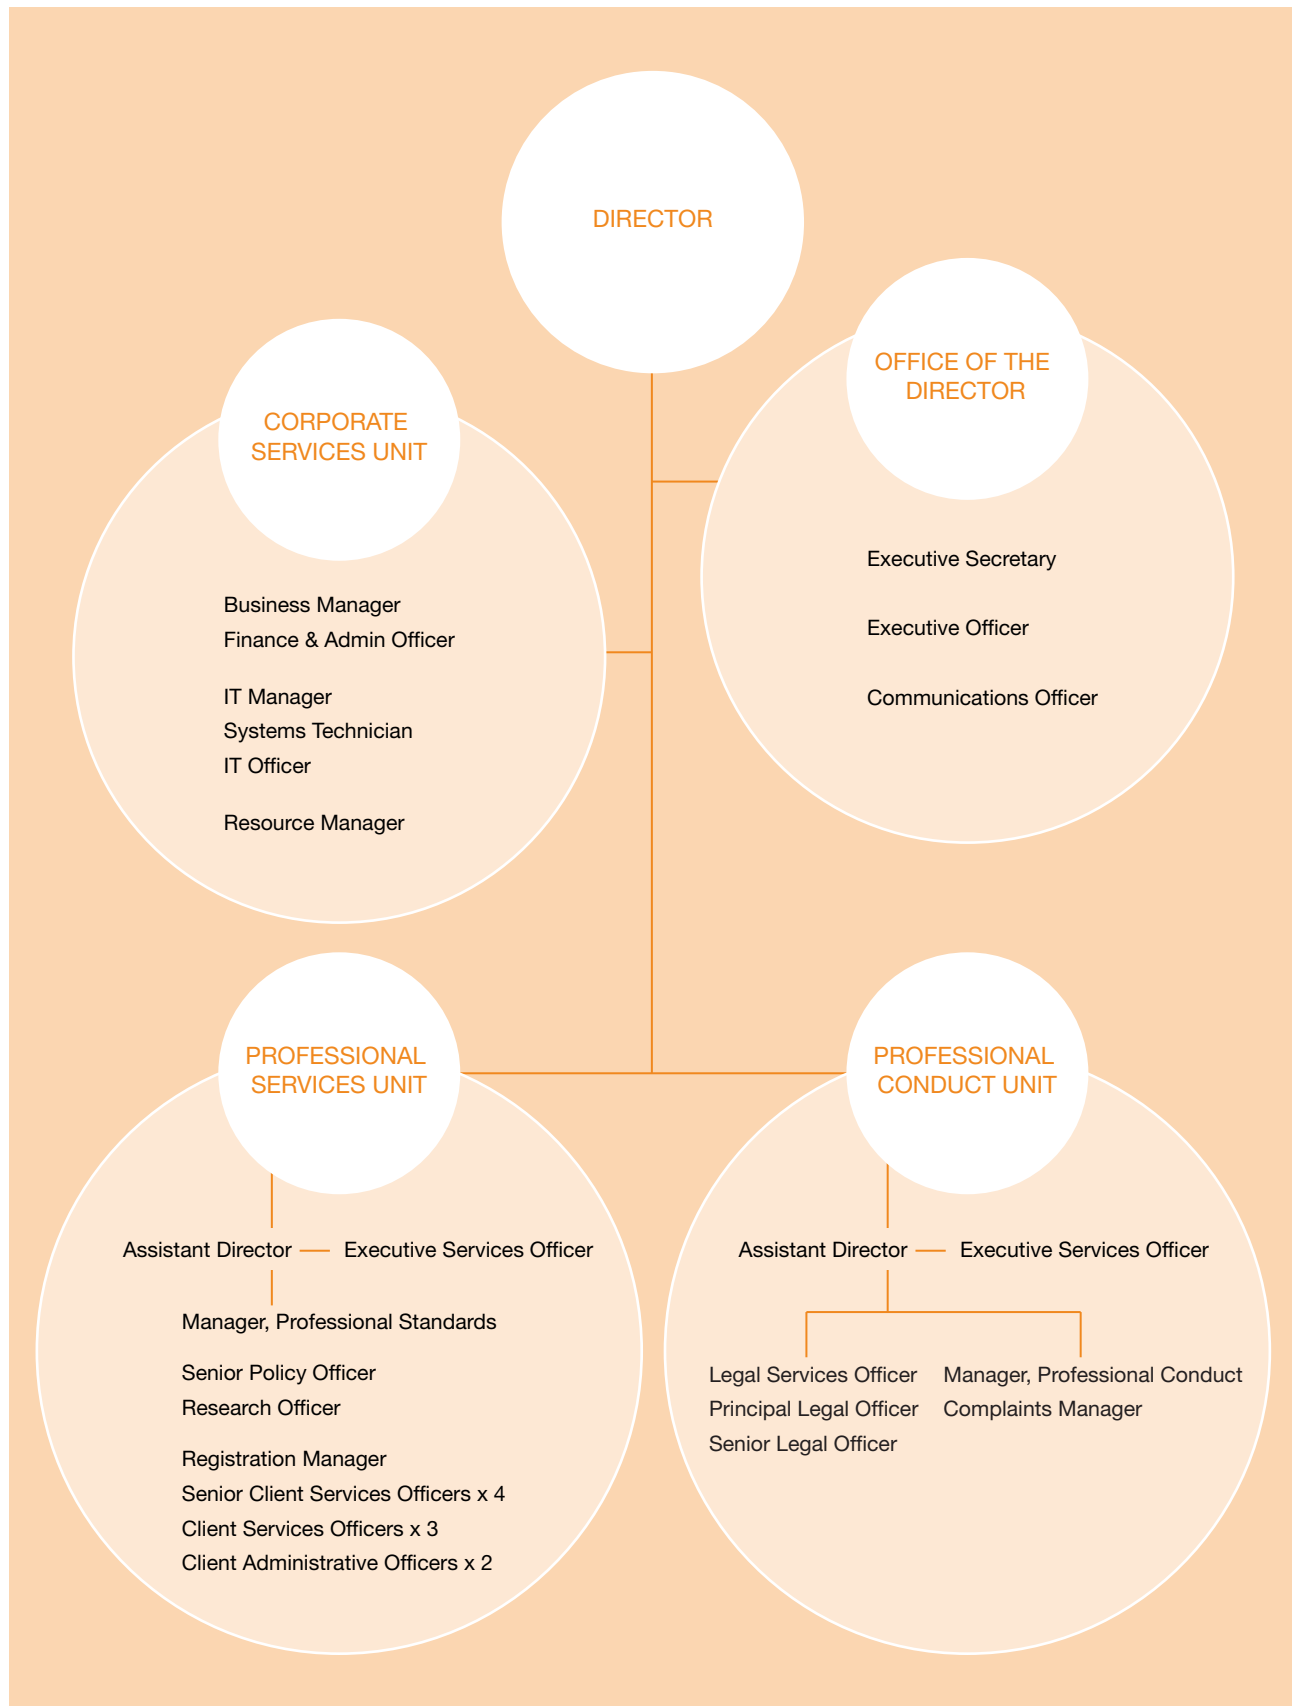 DIRECTOR
OFFICE OF THE
DIRECTOR
Executive Secretary
Executive Officer
Communications Officer
CORPORATE
SERVICES UNIT
Business Manager
Finance & Admin Officer
IT Manager
Systems Technician
IT Officer
Resource Manager
PROFESSIONAL
SERVICES UNIT
Assistant Director
Executive Services Officer
Manager, Professional Standards
Senior Policy Officer
Research Officer
Registration Manager
Senior Client Services Officers x 4
Client Services Officers x 3
Client Administrative Officers x 2
PROFESSIONAL
CONDUCT UNIT
Assistant Director
Executive Services Officer
Legal Services Officer
Principal Legal Officer
Senior Legal Officer
Manager, Professional Conduct
Complaints Manager